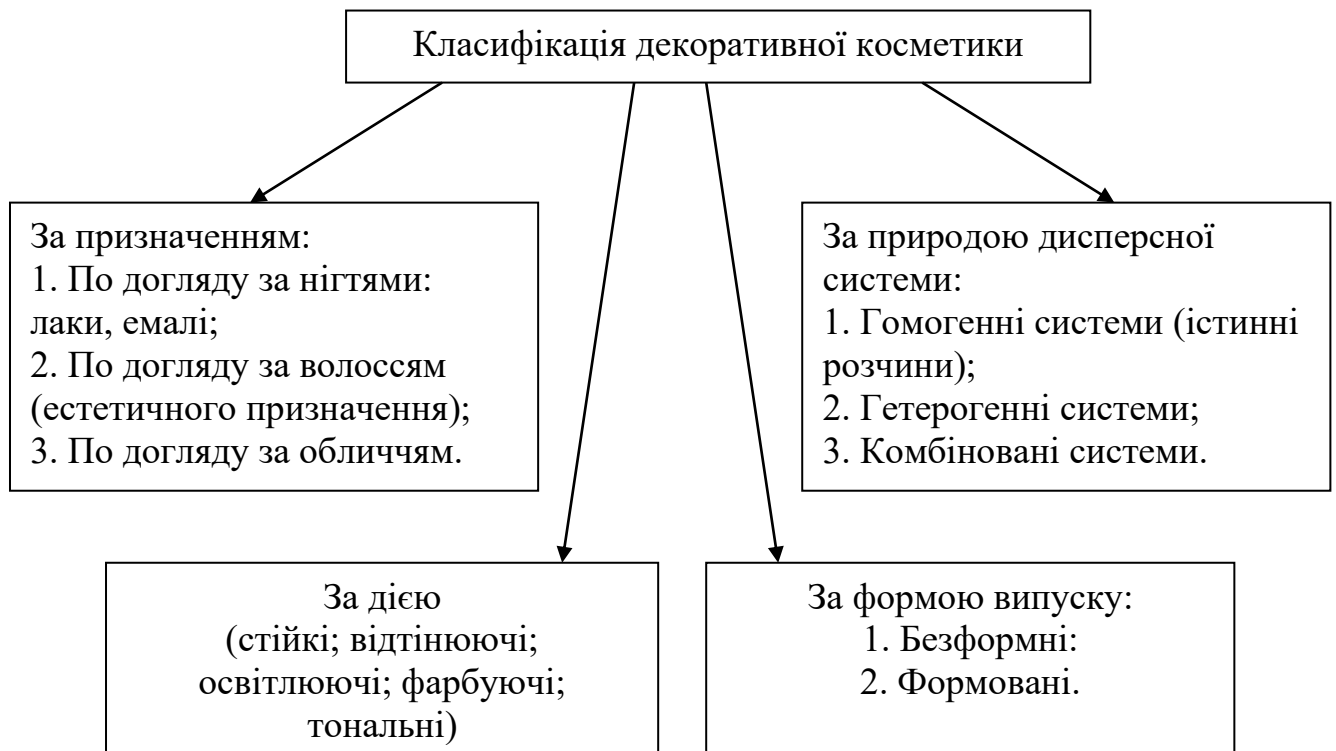 Класифікація декоративної косметики
За призначенням:
1. По догляду за нігтями:
лаки, емалі;
2. По догляду за волоссям
(естетичного призначення);
3. По догляду за обличчям.
За природою дисперсної
системи:
1. Гомогенні системи (істинні
розчини);
2. Гетерогенні системи;
3. Комбіновані системи.
За дією
(стійкі; відтінюючі;
освітлюючі; фарбуючі;
тональні)
За формою випуску:
1. Безформні:
2. Формовані.